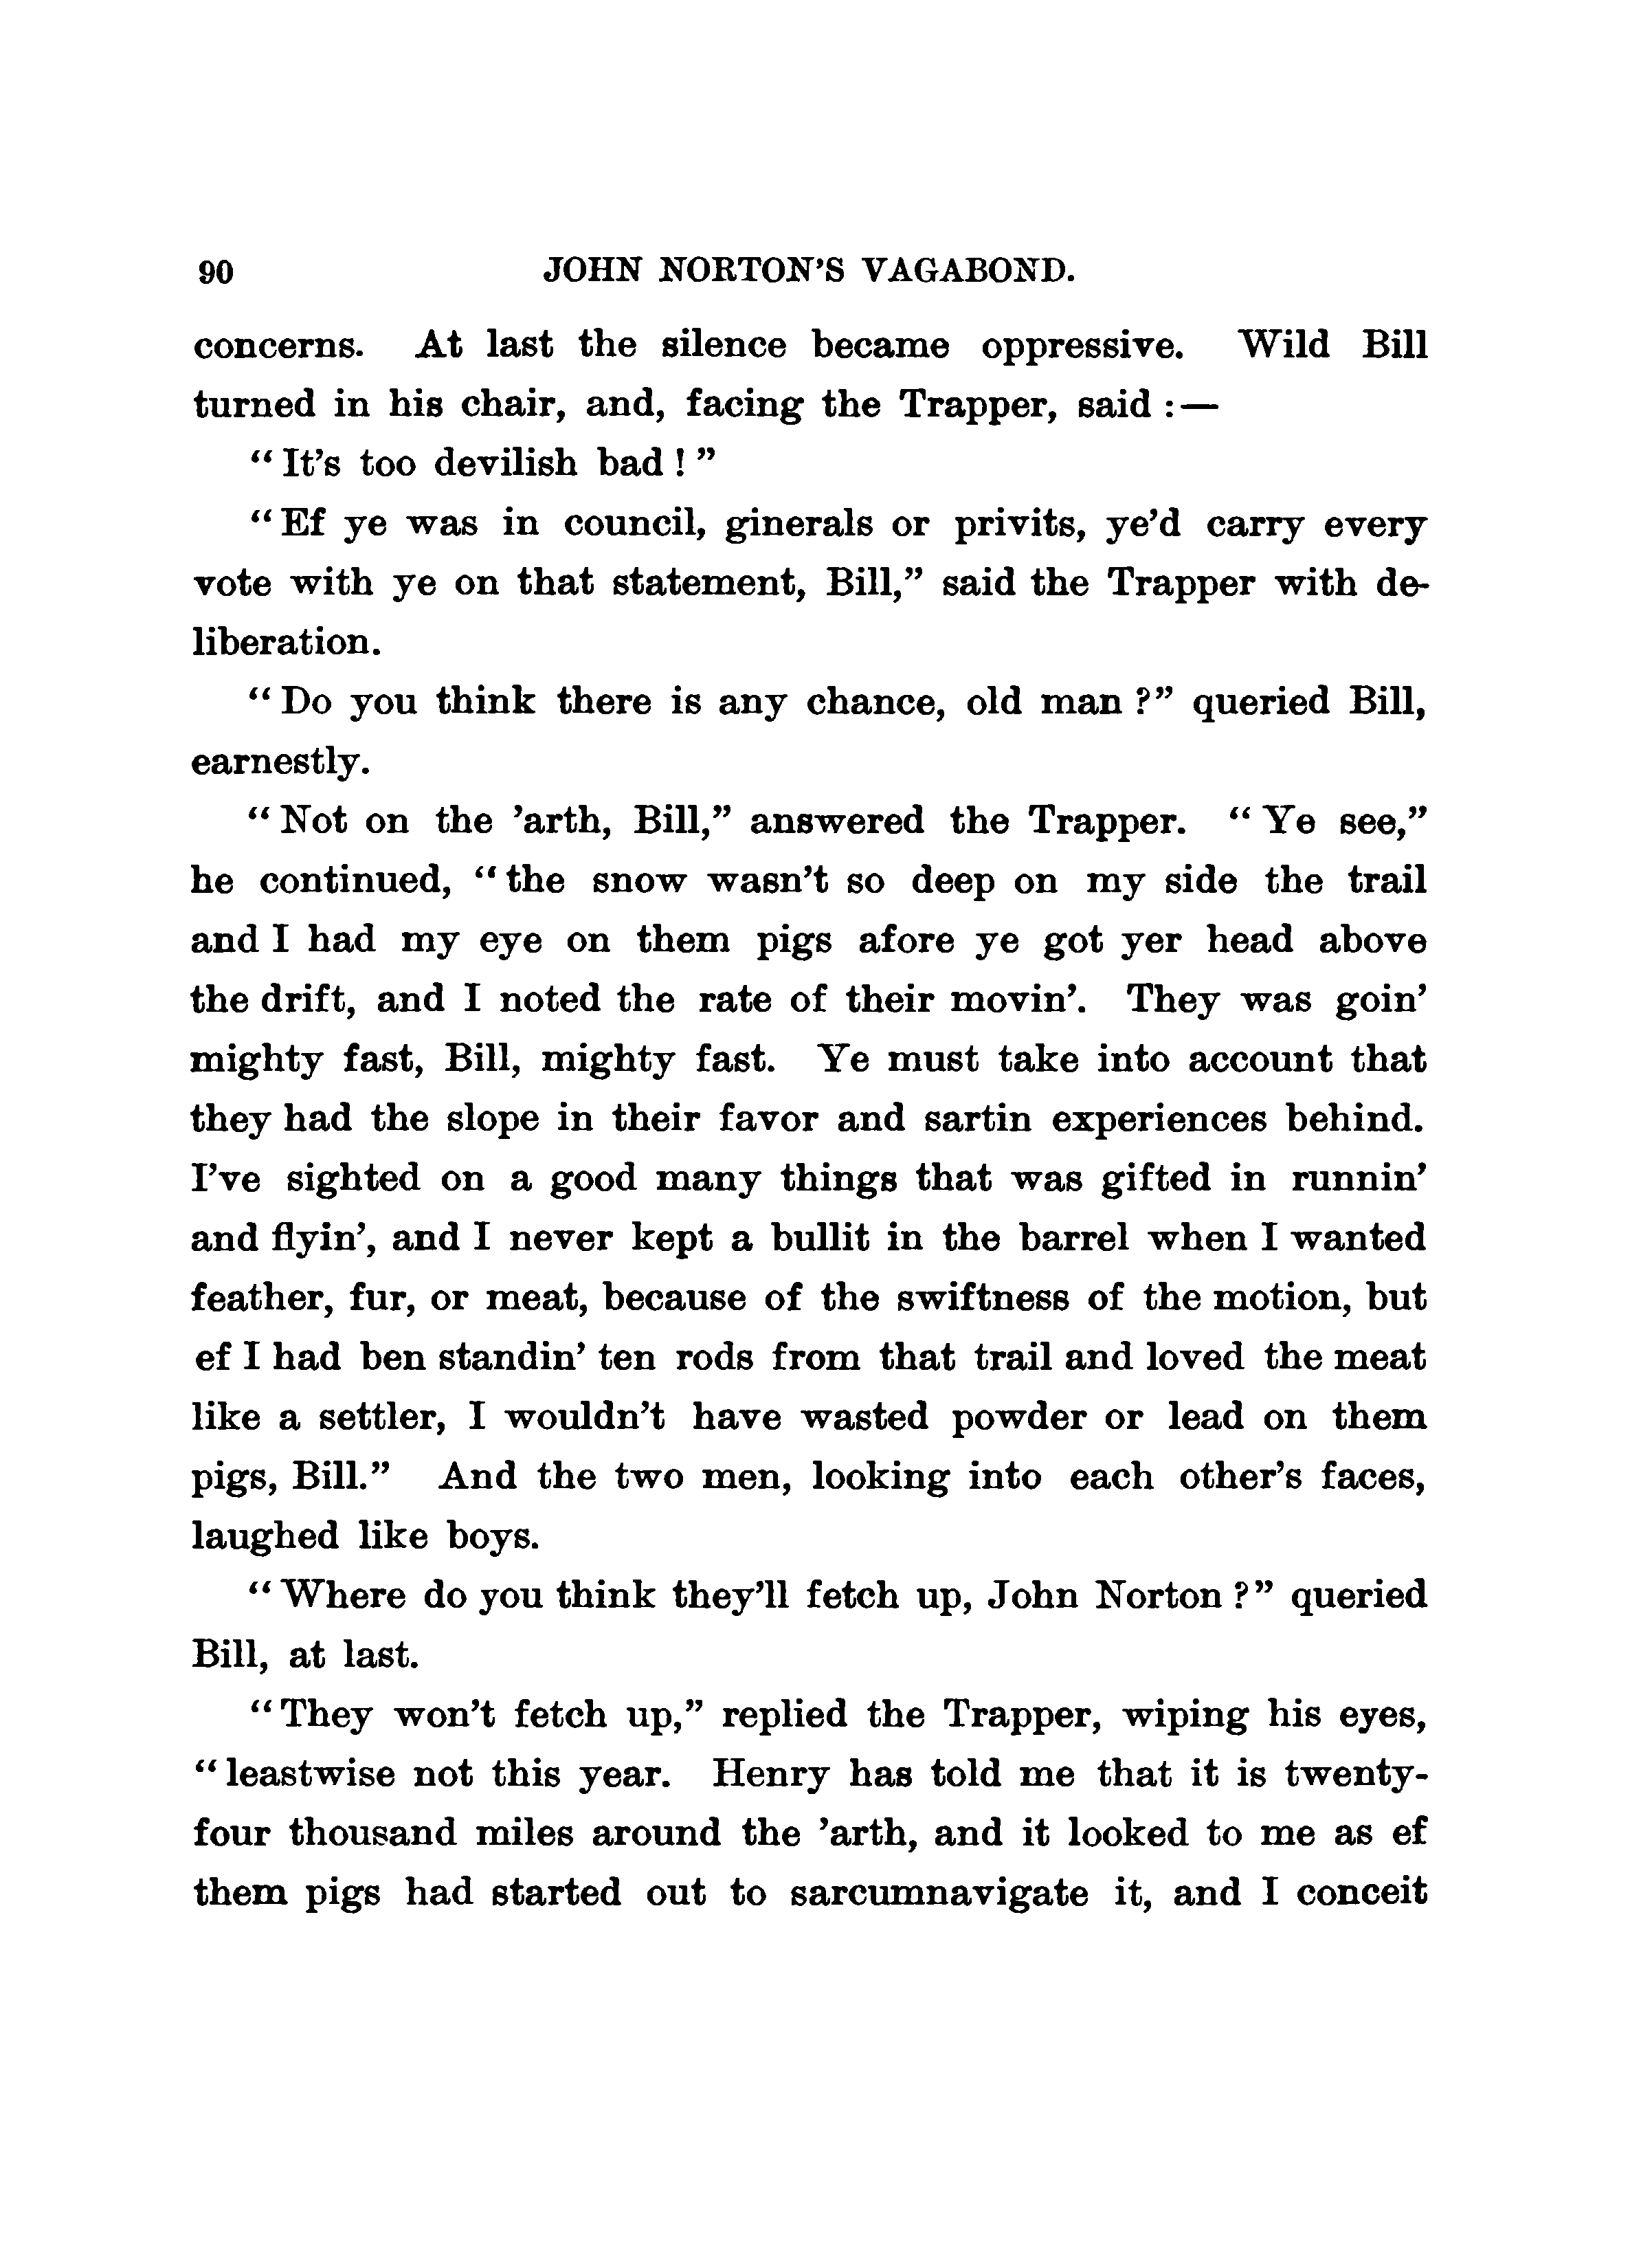 90 JOHN NORTON'S VAGABOND.
concerns. At last the silence became oppressive. Wild Bill
turned in his chair, and, facing the Trapper, said :—
“ It's too devilish bad ! ”
“ Ef ye was in council, ginerals or privits, ye'd carry every
vote with ye on that statement, Bill,” said the Trapper with de-
liberation.
“ Do you think there is any chance, old man ?” queried Bill,
earnestly.
“ Not on the 'arth, Bill,” answered the Trapper. “ Ye see,”
he continued, “ the snow wasn't so deep on my side the trail
and I had my eye on them pigs afore ye got yer head above
the drift, and I noted the rate of their movin'. They was goin'
mighty fast, Bill, mighty fast. Ye must take into account that
they had the slope in their favor and sartin experiences behind.
I've sighted on a good many things that was gifted in runnin'
and flyin', and I never kept a bullit in the barrel when I wanted
feather, fur, or meat, because of the swiftness of the motion, but
ef I had ben standin' ten rods from that trail and loved the meat
like a settler, I wouldn't have wasted powder or lead on them
pigs, Bill.” And the two men, looking into each other's faces,
laughed like boys.
“ Where do you think they'll fetch up, John Norton ?” queried
Bill, at last.
“ They won't fetch up,” replied the Trapper, wiping his eyes,
“ leastwise not this year. Henry has told me that it is twenty-
four thousand miles around the 'arth, and it looked to me as ef
them pigs had started out to sarcumnavigate it, and I conceit